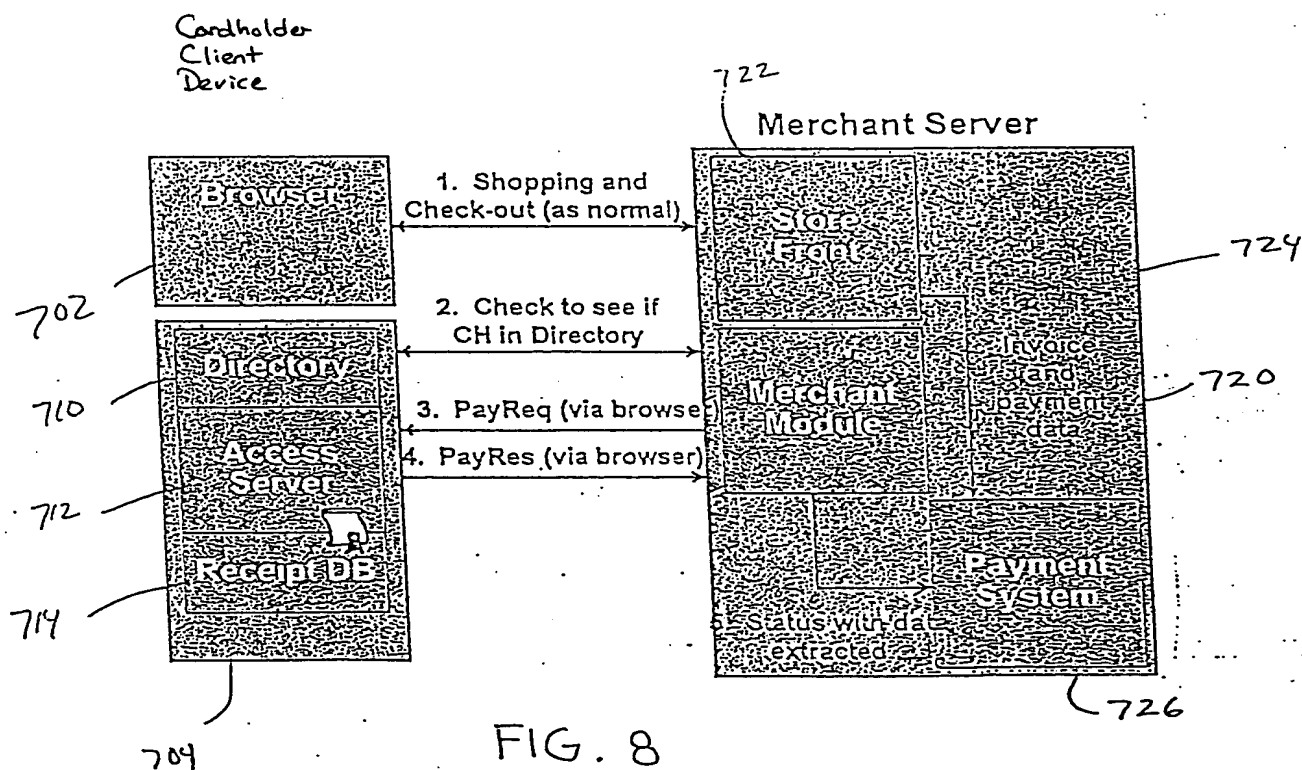 Cardholder
Client
Device
722
Merchant Server
Browser
1. Shopping and
Check-out (as normal)
Store
Front
724
702
2. Check to see if
CH in Directory
Invoice
and
payment
data
720
Directory
710
3. PayReq (via browser)
Merchant
Module
Access
Server
4. PayRes (via browser)
712
Receipt DB
Payment
System
714
5. Status with data
extracted
726
704
FIG. 8